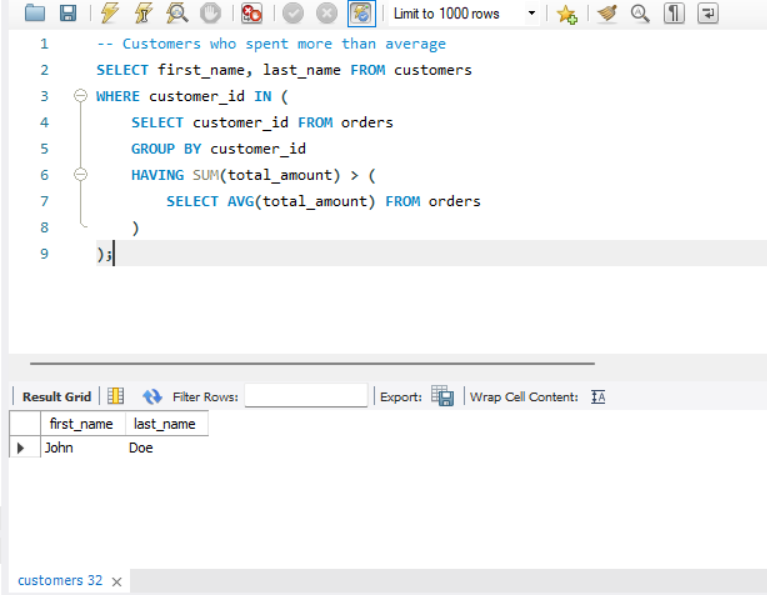 Limit to 1000 rows
1 -- Customers who spent more than average
2 SELECT first_name, last_name FROM customers
3 WHERE customer_id IN (
4 SELECT customer_id FROM orders
5 GROUP BY customer_id
6 HAVING SUM(total_amount) > (
7 SELECT AVG(total_amount) FROM orders
8 )
9 );
Result Grid Filter Rows: Export: Wrap Cell Content: IA
first_name last_name
John Doe
customers 32 ×